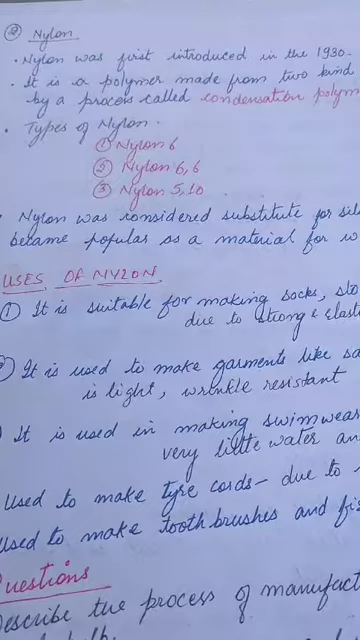 ② Nylon
• Nylon was first introduced in the 1930
• It is a polymer made from two kind
by a process called condensation polym
• Types of Nylon.
① Nylon 6
② Nylon 6,6
③ Nylon 5,10
• Nylon was considered substitute for sil
became popular as a material for w
USES OF NYLON
① It is suitable for making socks, sto
due to strong & elast
It is used to make garments like sa
is light, wrinkle resistant
It is used in making swimwear
very little water an
Used to make tyre cords - due to
Used to make tooth brushes and fis
Questions
Describe the process of manufact